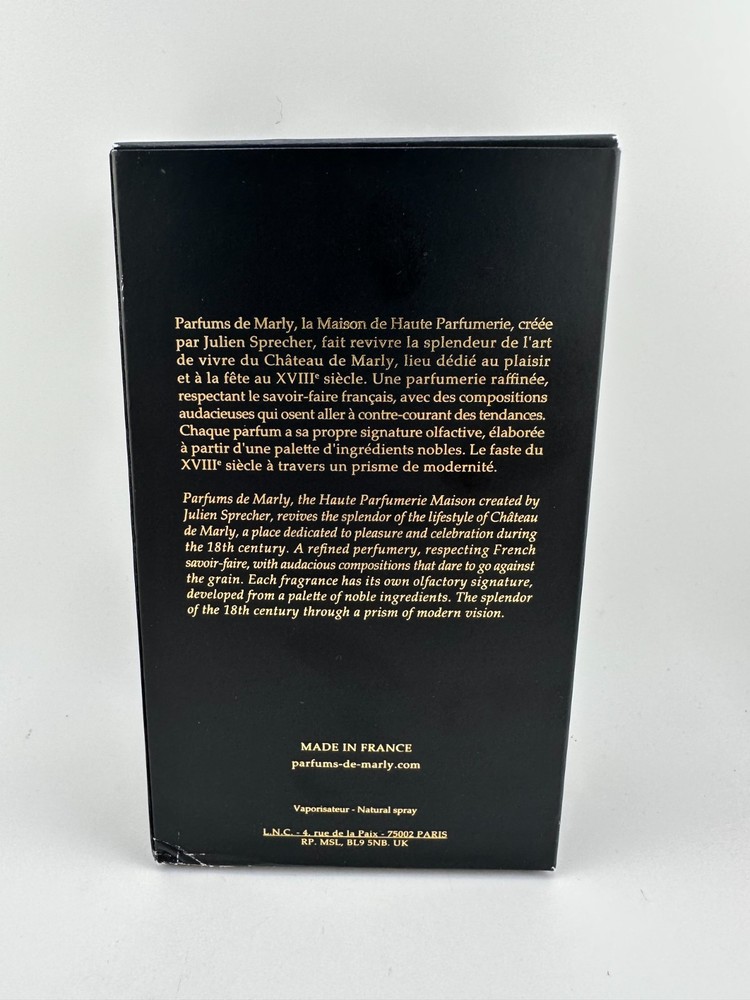 Parfums de Marly, la Maison de Haute Parfumerie, créée
par Julien Sprecher, fait revivre la splendeur de l'art
de vivre du Château de Marly, lieu dédié au plaisir
et à la fête au XVIIIᵉ siècle. Une parfumerie raffinée,
respectant le savoir-faire français, avec des compositions
audacieuses qui osent aller à contre-courant des tendances.
Chaque parfum a sa propre signature olfactive, élaborée
à partir d'une palette d'ingrédients nobles. Le faste du
XVIIIᵉ siècle à travers un prisme de modernité.
Parfums de Marly, the Haute Parfumerie Maison created by
Julien Sprecher, revives the splendor of the lifestyle of Château
de Marly, a place dedicated to pleasure and celebration during
the 18th century. A refined perfumery, respecting French
savoir-faire, with audacious compositions that dare to go against
the grain. Each fragrance has its own olfactory signature,
developed from a palette of noble ingredients. The splendor
of the 18th century through a prism of modern vision.
MADE IN FRANCE
parfums-de-marly.com
Vaporisateur - Natural spray
L.N.C. - 4, rue de la Paix - 75002 PARIS
RP. MSL, BL9 5NB. UK